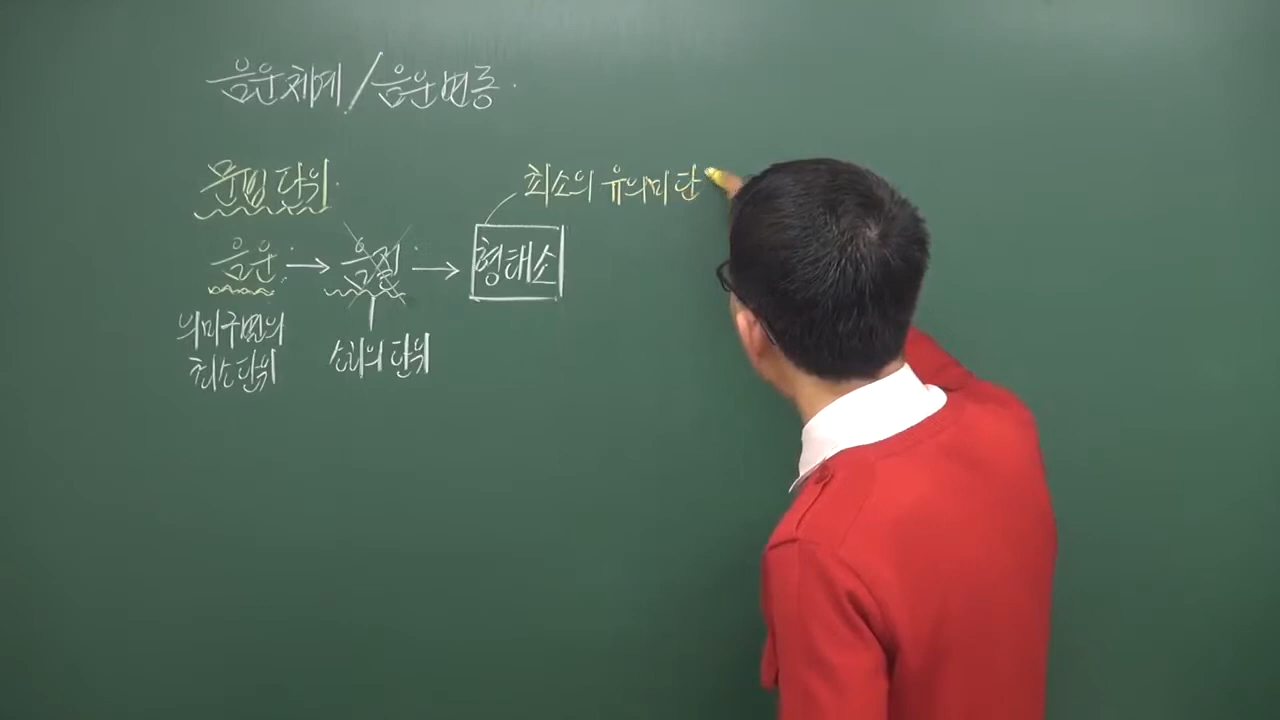 음운체계 / 음운변동.
문법 단위.
최소의 유의미 단
음운 → 음절 → 형태소
의미구변의
최소단위
소리의 단위